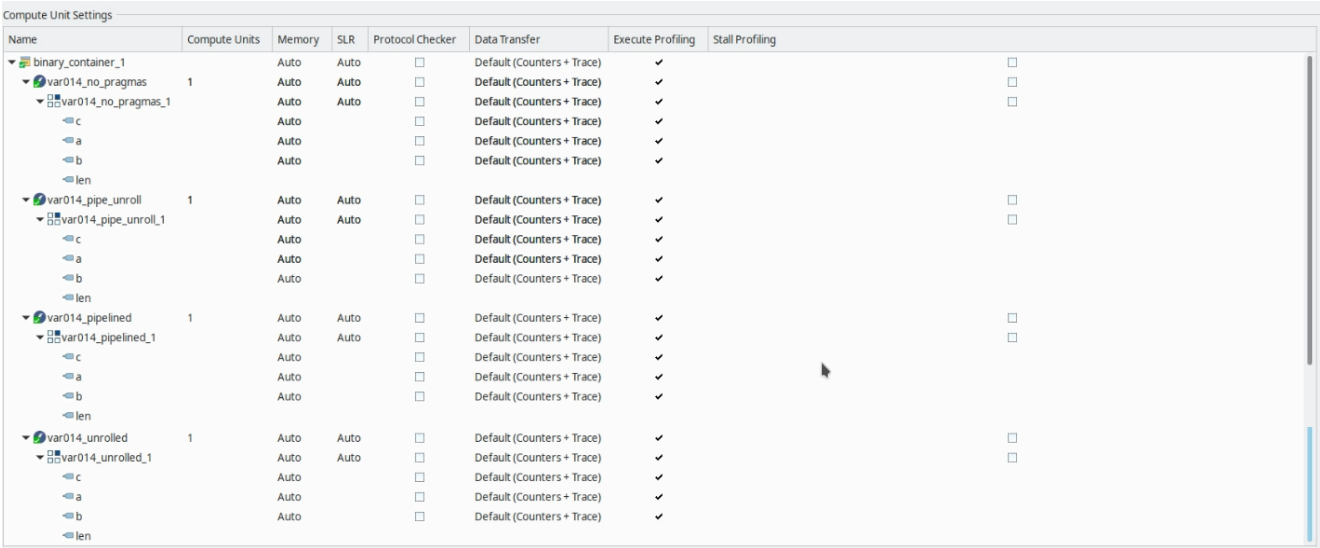 Compute Unit Settings
Name Compute Units Memory SLR Protocol Checker Data Transfer Execute Profiling Stall Profiling
binary_container_1 Auto Auto Default (Counters + Trace)
var014_no_pragmas 1 Auto Auto Default (Counters + Trace)
var014_no_pragmas_1 Auto Auto Default (Counters + Trace)
c Auto Default (Counters + Trace)
a Auto Default (Counters + Trace)
b Auto Default (Counters + Trace)
len
var014_pipe_unroll 1 Auto Auto Default (Counters + Trace)
var014_pipe_unroll_1 Auto Auto Default (Counters + Trace)
c Auto Default (Counters + Trace)
a Auto Default (Counters + Trace)
b Auto Default (Counters + Trace)
len
var014_pipelined 1 Auto Auto Default (Counters + Trace)
var014_pipelined_1 Auto Auto Default (Counters + Trace)
c Auto Default (Counters + Trace)
a Auto Default (Counters + Trace)
b Auto Default (Counters + Trace)
len
var014_unrolled 1 Auto Auto Default (Counters + Trace)
var014_unrolled_1 Auto Auto Default (Counters + Trace)
c Auto Default (Counters + Trace)
a Auto Default (Counters + Trace)
b Auto Default (Counters + Trace)
len